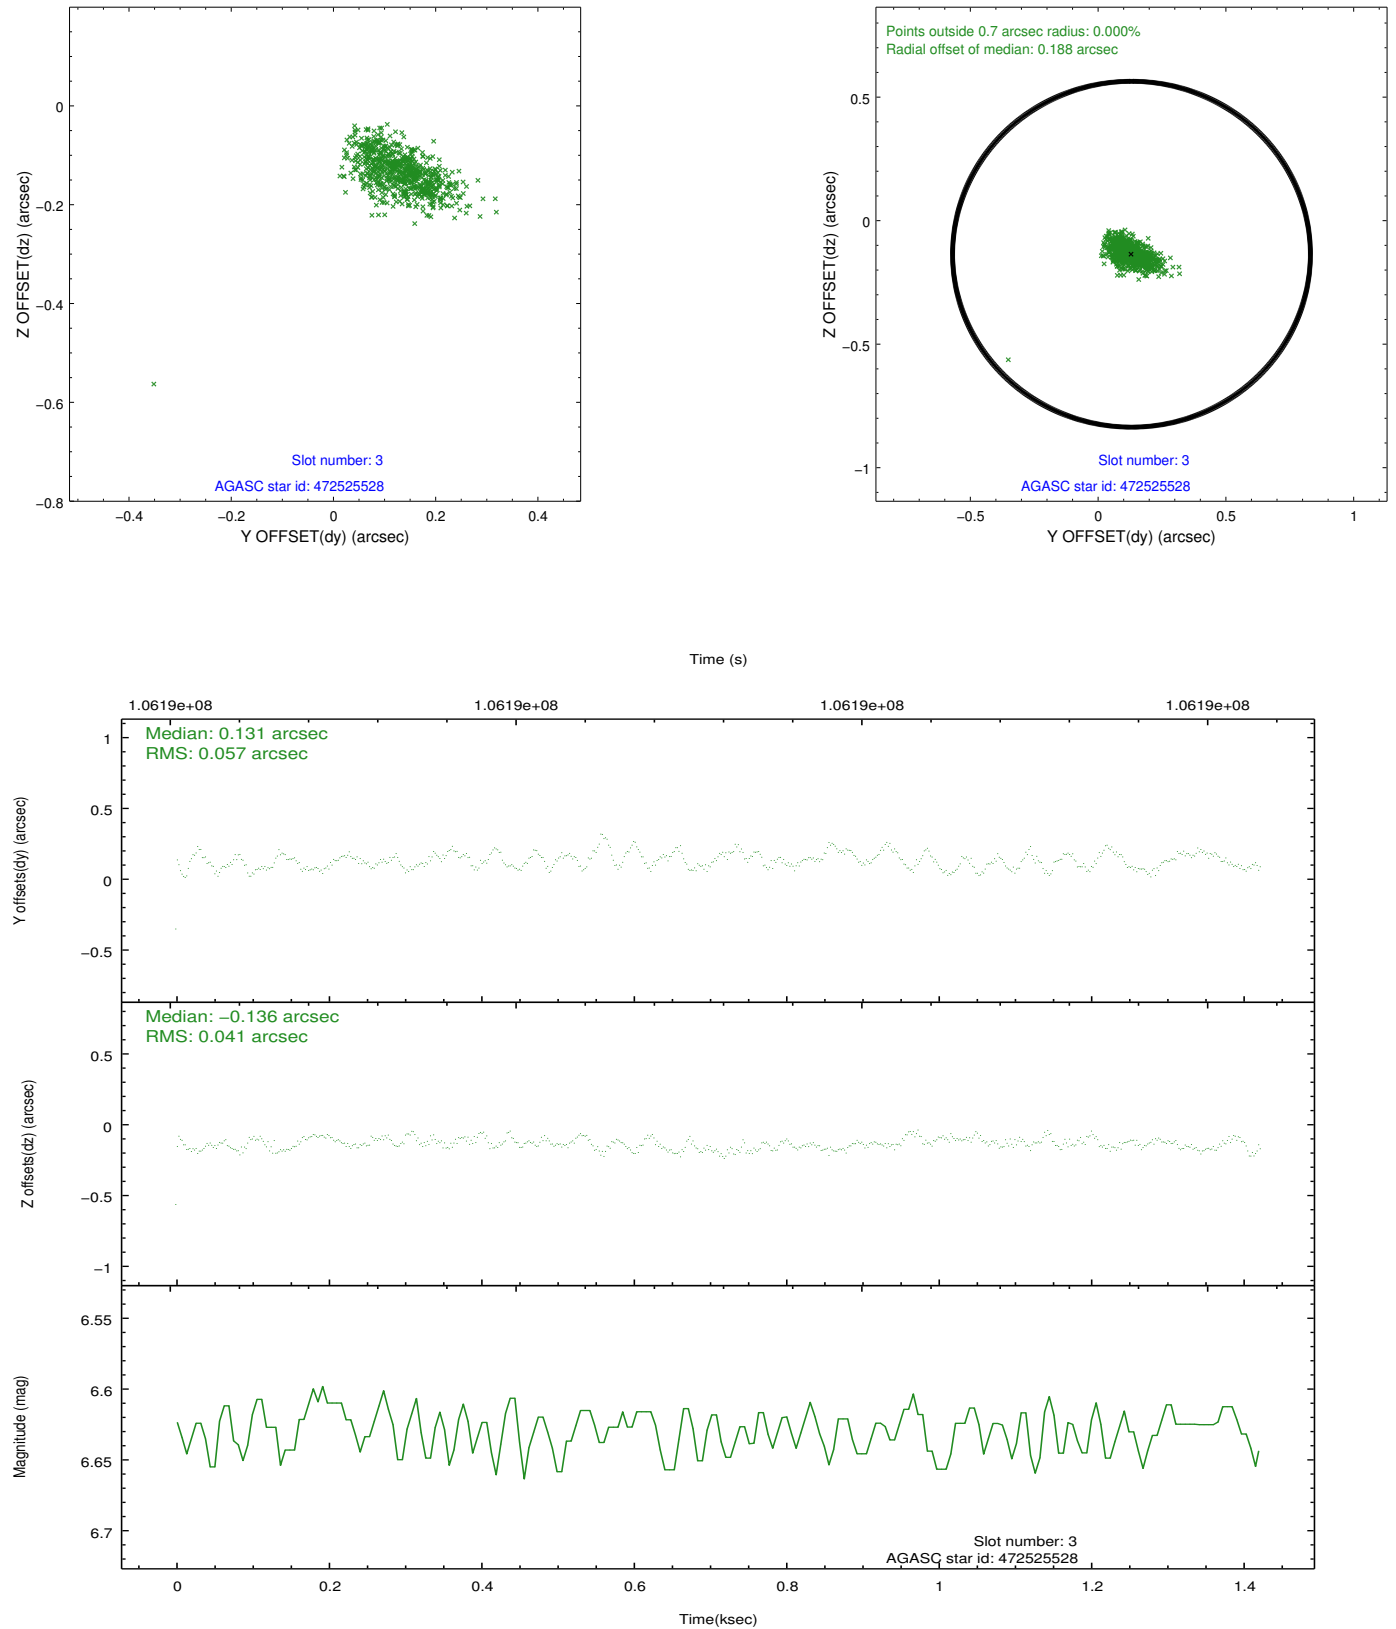 0
−0.2
−0.4
−0.6
−0.8
Z OFFSET(dz) (arcsec)
Slot number: 3
AGASC star id: 472525528
−0.4
−0.2
0
0.2
0.4
Y OFFSET(dy) (arcsec)
Points outside 0.7 arcsec radius: 0.000%
Radial offset of median: 0.188 arcsec
0.5
0
−0.5
−1
Z OFFSET(dz) (arcsec)
Slot number: 3
AGASC star id: 472525528
−0.5
0
0.5
1
Y OFFSET(dy) (arcsec)
Time (s)
1.0619e+08
1.0619e+08
1.0619e+08
1.0619e+08
Median: 0.131 arcsec
RMS: 0.057 arcsec
1
0.5
0
−0.5
Y offsets(dy) (arcsec)
Median: −0.136 arcsec
RMS: 0.041 arcsec
0.5
0
−0.5
−1
Z offsets(dz) (arcsec)
6.55
6.6
6.65
6.7
Magnitude (mag)
Slot number: 3
AGASC star id: 472525528
0
0.2
0.4
0.6
0.8
1
1.2
1.4
Time(ksec)